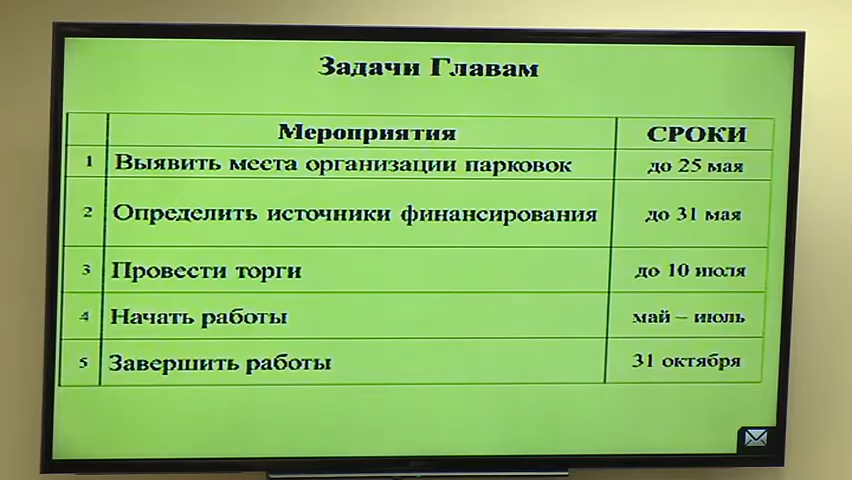 Задачи Главам
Мероприятия СРОКИ
1 Выявить места организации парковок до 25 мая
2 Определить источники финансирования до 31 мая
3 Провести торги до 10 июля
4 Начать работы май – июль
5 Завершить работы 31 октября